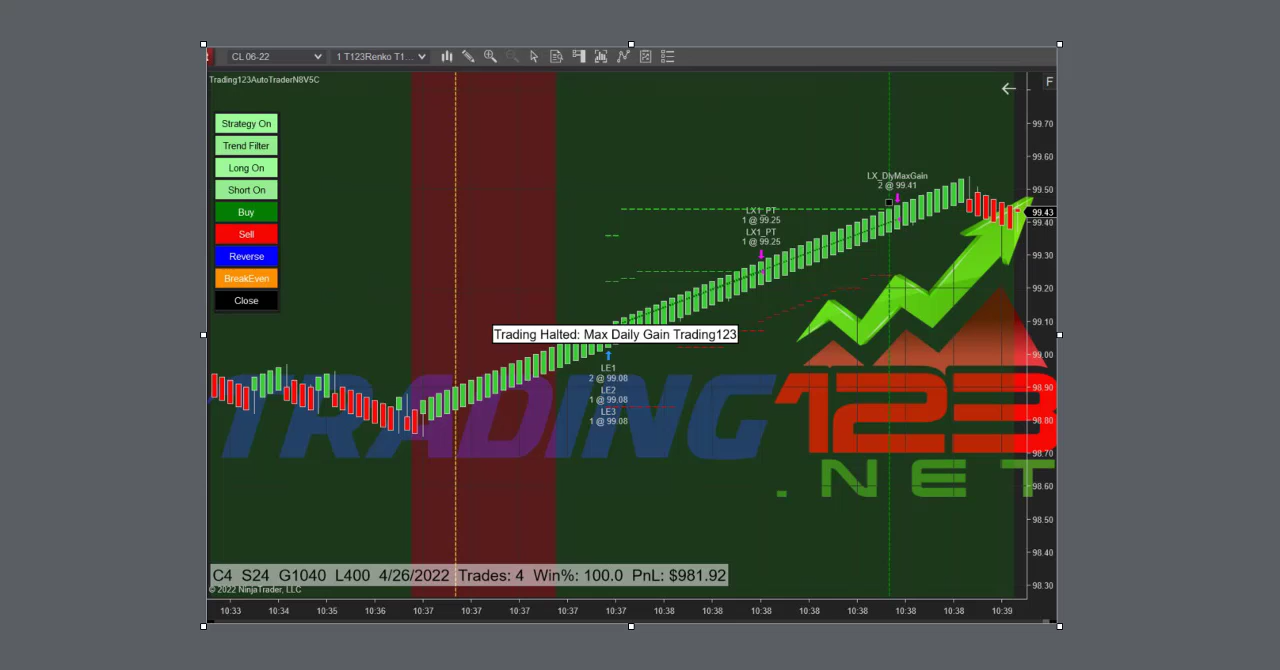 CL 06-22
1 T123Renko T1...
Trading123AutoTraderN8V5C
F
Strategy On
Trend Filter
Long On
Short On
Buy
Sell
Reverse
BreakEven
Close
LX_DlyMaxGain
2 @ 99.41
LX1_PT
1 @ 99.25
LX1_PT
1 @ 99.25
Trading Halted: Max Daily Gain Trading123
LE1
2 @ 99.08
LE2
1 @ 99.08
LE3
1 @ 99.08
TRADING 123
.NET
99.70
99.60
99.50
99.43
99.40
99.30
99.20
99.10
99.00
98.90
98.80
98.70
98.60
98.50
98.40
98.30
C4 S24 G1040 L400 4/26/2022 Trades: 4 Win%: 100.0 PnL: $981.92
© 2022 NinjaTrader, LLC
10:33 10:34 10:35 10:36 10:37 10:37 10:37 10:37 10:38 10:38 10:38 10:38 10:38 10:38 10:38 10:38 10:39